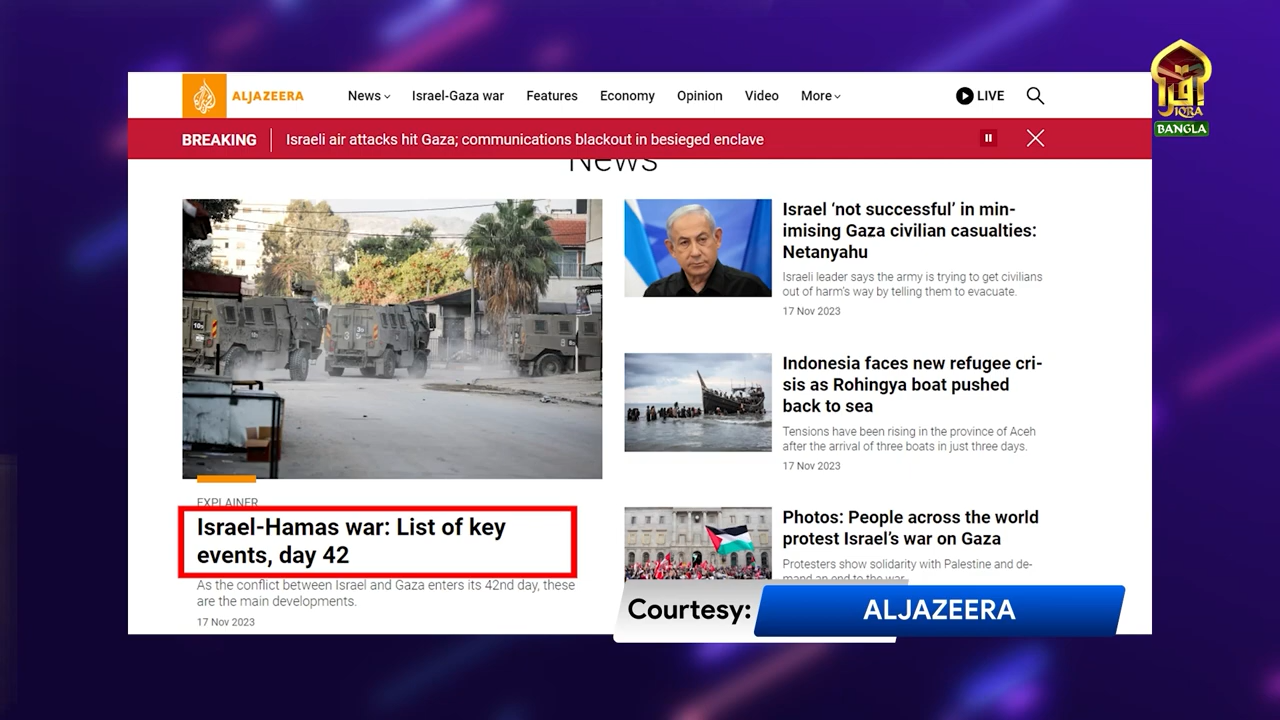 ALJAZEERA
News
Israel-Gaza war
Features
Economy
Opinion
Video
More
LIVE
اقرأ
IQRA
BANGLA
BREAKING
Israeli air attacks hit Gaza; communications blackout in besieged enclave
News
EXPLAINER
Israel-Hamas war: List of key
events, day 42
As the conflict between Israel and Gaza enters its 42nd day, these
are the main developments.
17 Nov 2023
Israel ‘not successful’ in min-
imising Gaza civilian casualties:
Netanyahu
Israeli leader says the army is trying to get civilians
out of harm’s way by telling them to evacuate.
17 Nov 2023
Indonesia faces new refugee cri-
sis as Rohingya boat pushed
back to sea
Tensions have been rising in the province of Aceh
after the arrival of three boats in just three days.
17 Nov 2023
Photos: People across the world
protest Israel’s war on Gaza
Protesters show solidarity with Palestine and de-
mand an end to the war.
Courtesy:
ALJAZEERA